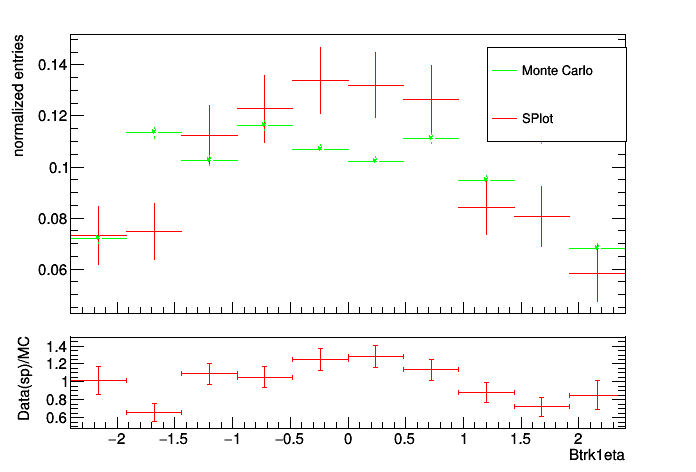 normalized entries
0.14
0.12
0.1
0.08
0.06
Monte Carlo
SPlot
Data(sp)/MC
1.4
1.2
1
0.8
0.6
−2 −1.5 −1 −0.5 0 0.5 1 1.5 2
Btrk1eta